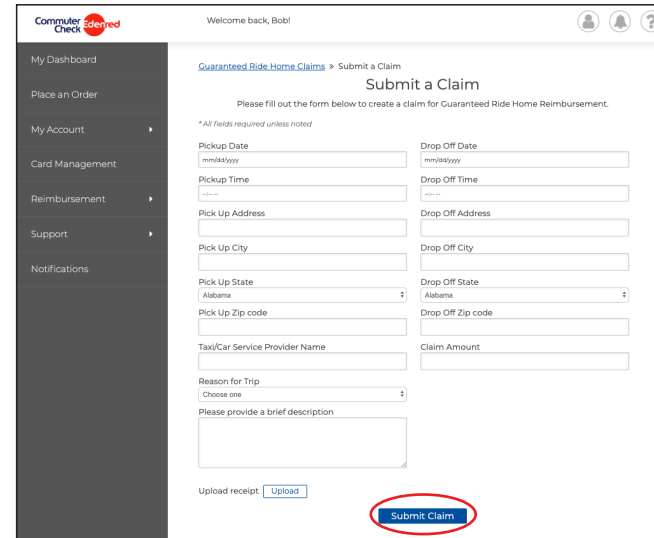 Commuter Check Edenred
Welcome back, Bob!
?
My Dashboard
Place an Order
My Account
Card Management
Reimbursement
Support
Notifications
Guaranteed Ride Home Claims » Submit a Claim
Submit a Claim
Please fill out the form below to create a claim for Guaranteed Ride Home Reimbursement.
* All fields required unless noted
Pickup Date Drop Off Date
mm/dd/yyyy mm/dd/yyyy
Pickup Time Drop Off Time
--:-- -- --:-- --
Pick Up Address Drop Off Address
Pick Up City Drop Off City
Pick Up State Drop Off State
Alabama Alabama
Pick Up Zip code Drop Off Zip code
Taxi/Car Service Provider Name Claim Amount
Reason for Trip
Choose one
Please provide a brief description
Upload receipt Upload
Submit Claim